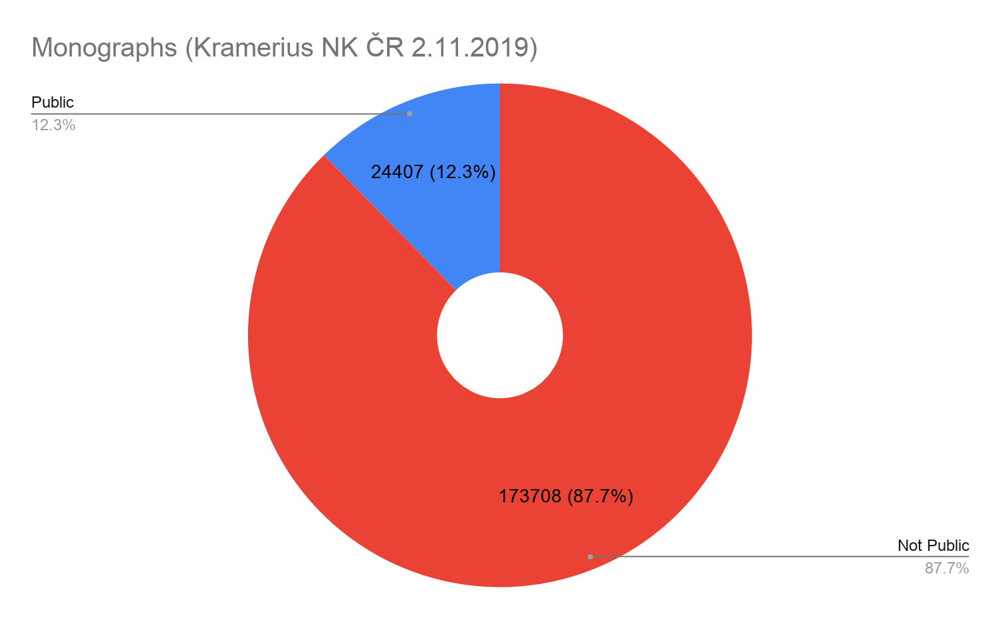 Monographs (Kramerius NK ČR 2.11.2019)
Public
12.3%
24407 (12.3%)
173708 (87.7%)
Not Public
87.7%